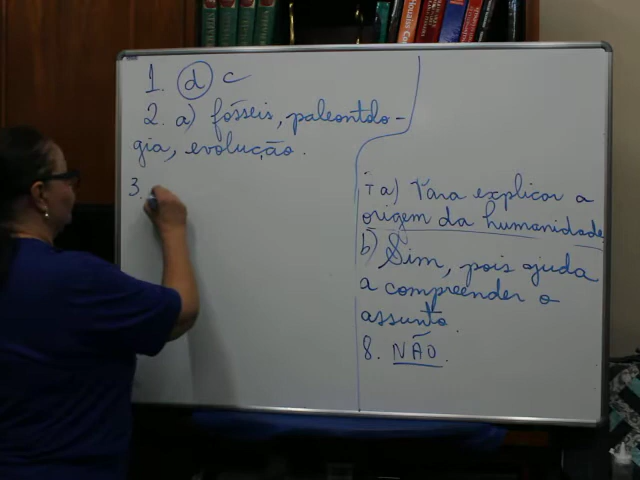 1. d c
2. a) fósseis, paleontolo-
gia, evolução.
3.
7 a) Para explicar a
origem da humanidade
b) Sim, pois ajuda
a compreender o
assunto.
8. NÃO.